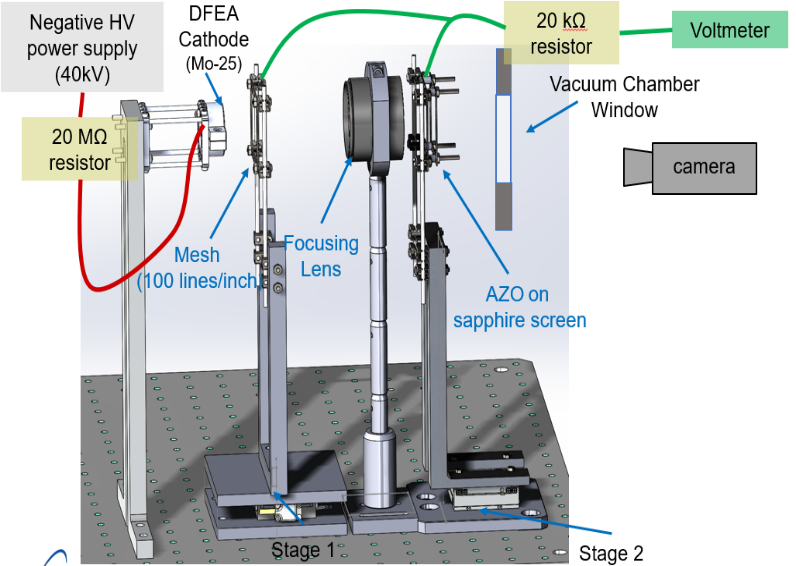 Negative HV
power supply
(40kV)
DFEA
Cathode
(Mo-25)
20 kΩ
resistor
Voltmeter
Vacuum Chamber
Window
20 MΩ
resistor
camera
Mesh
(100 lines/inch)
Focusing
Lens
AZO on
sapphire screen
Stage 1
Stage 2